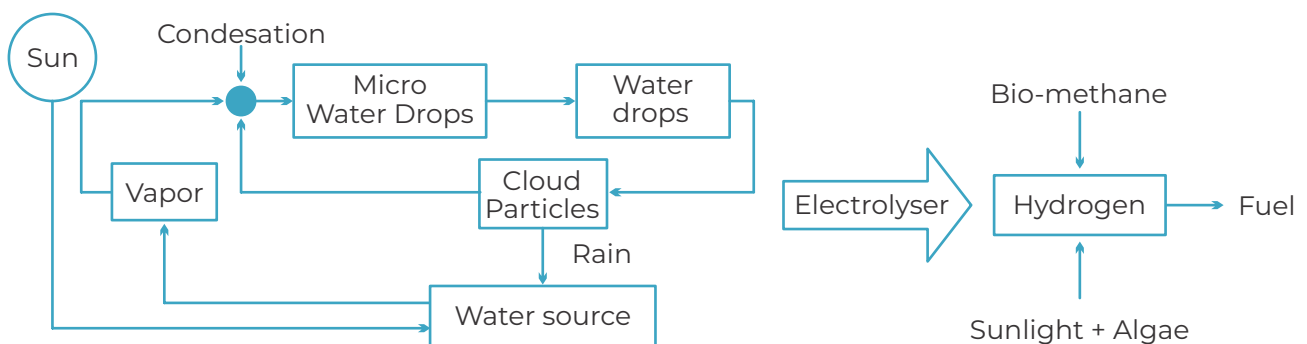 Sun
Condesation
Micro
Water Drops
Water
drops
Vapor
Cloud
Particles
Rain
Water source
Electrolyser
Bio-methane
Hydrogen
Fuel
Sunlight + Algae